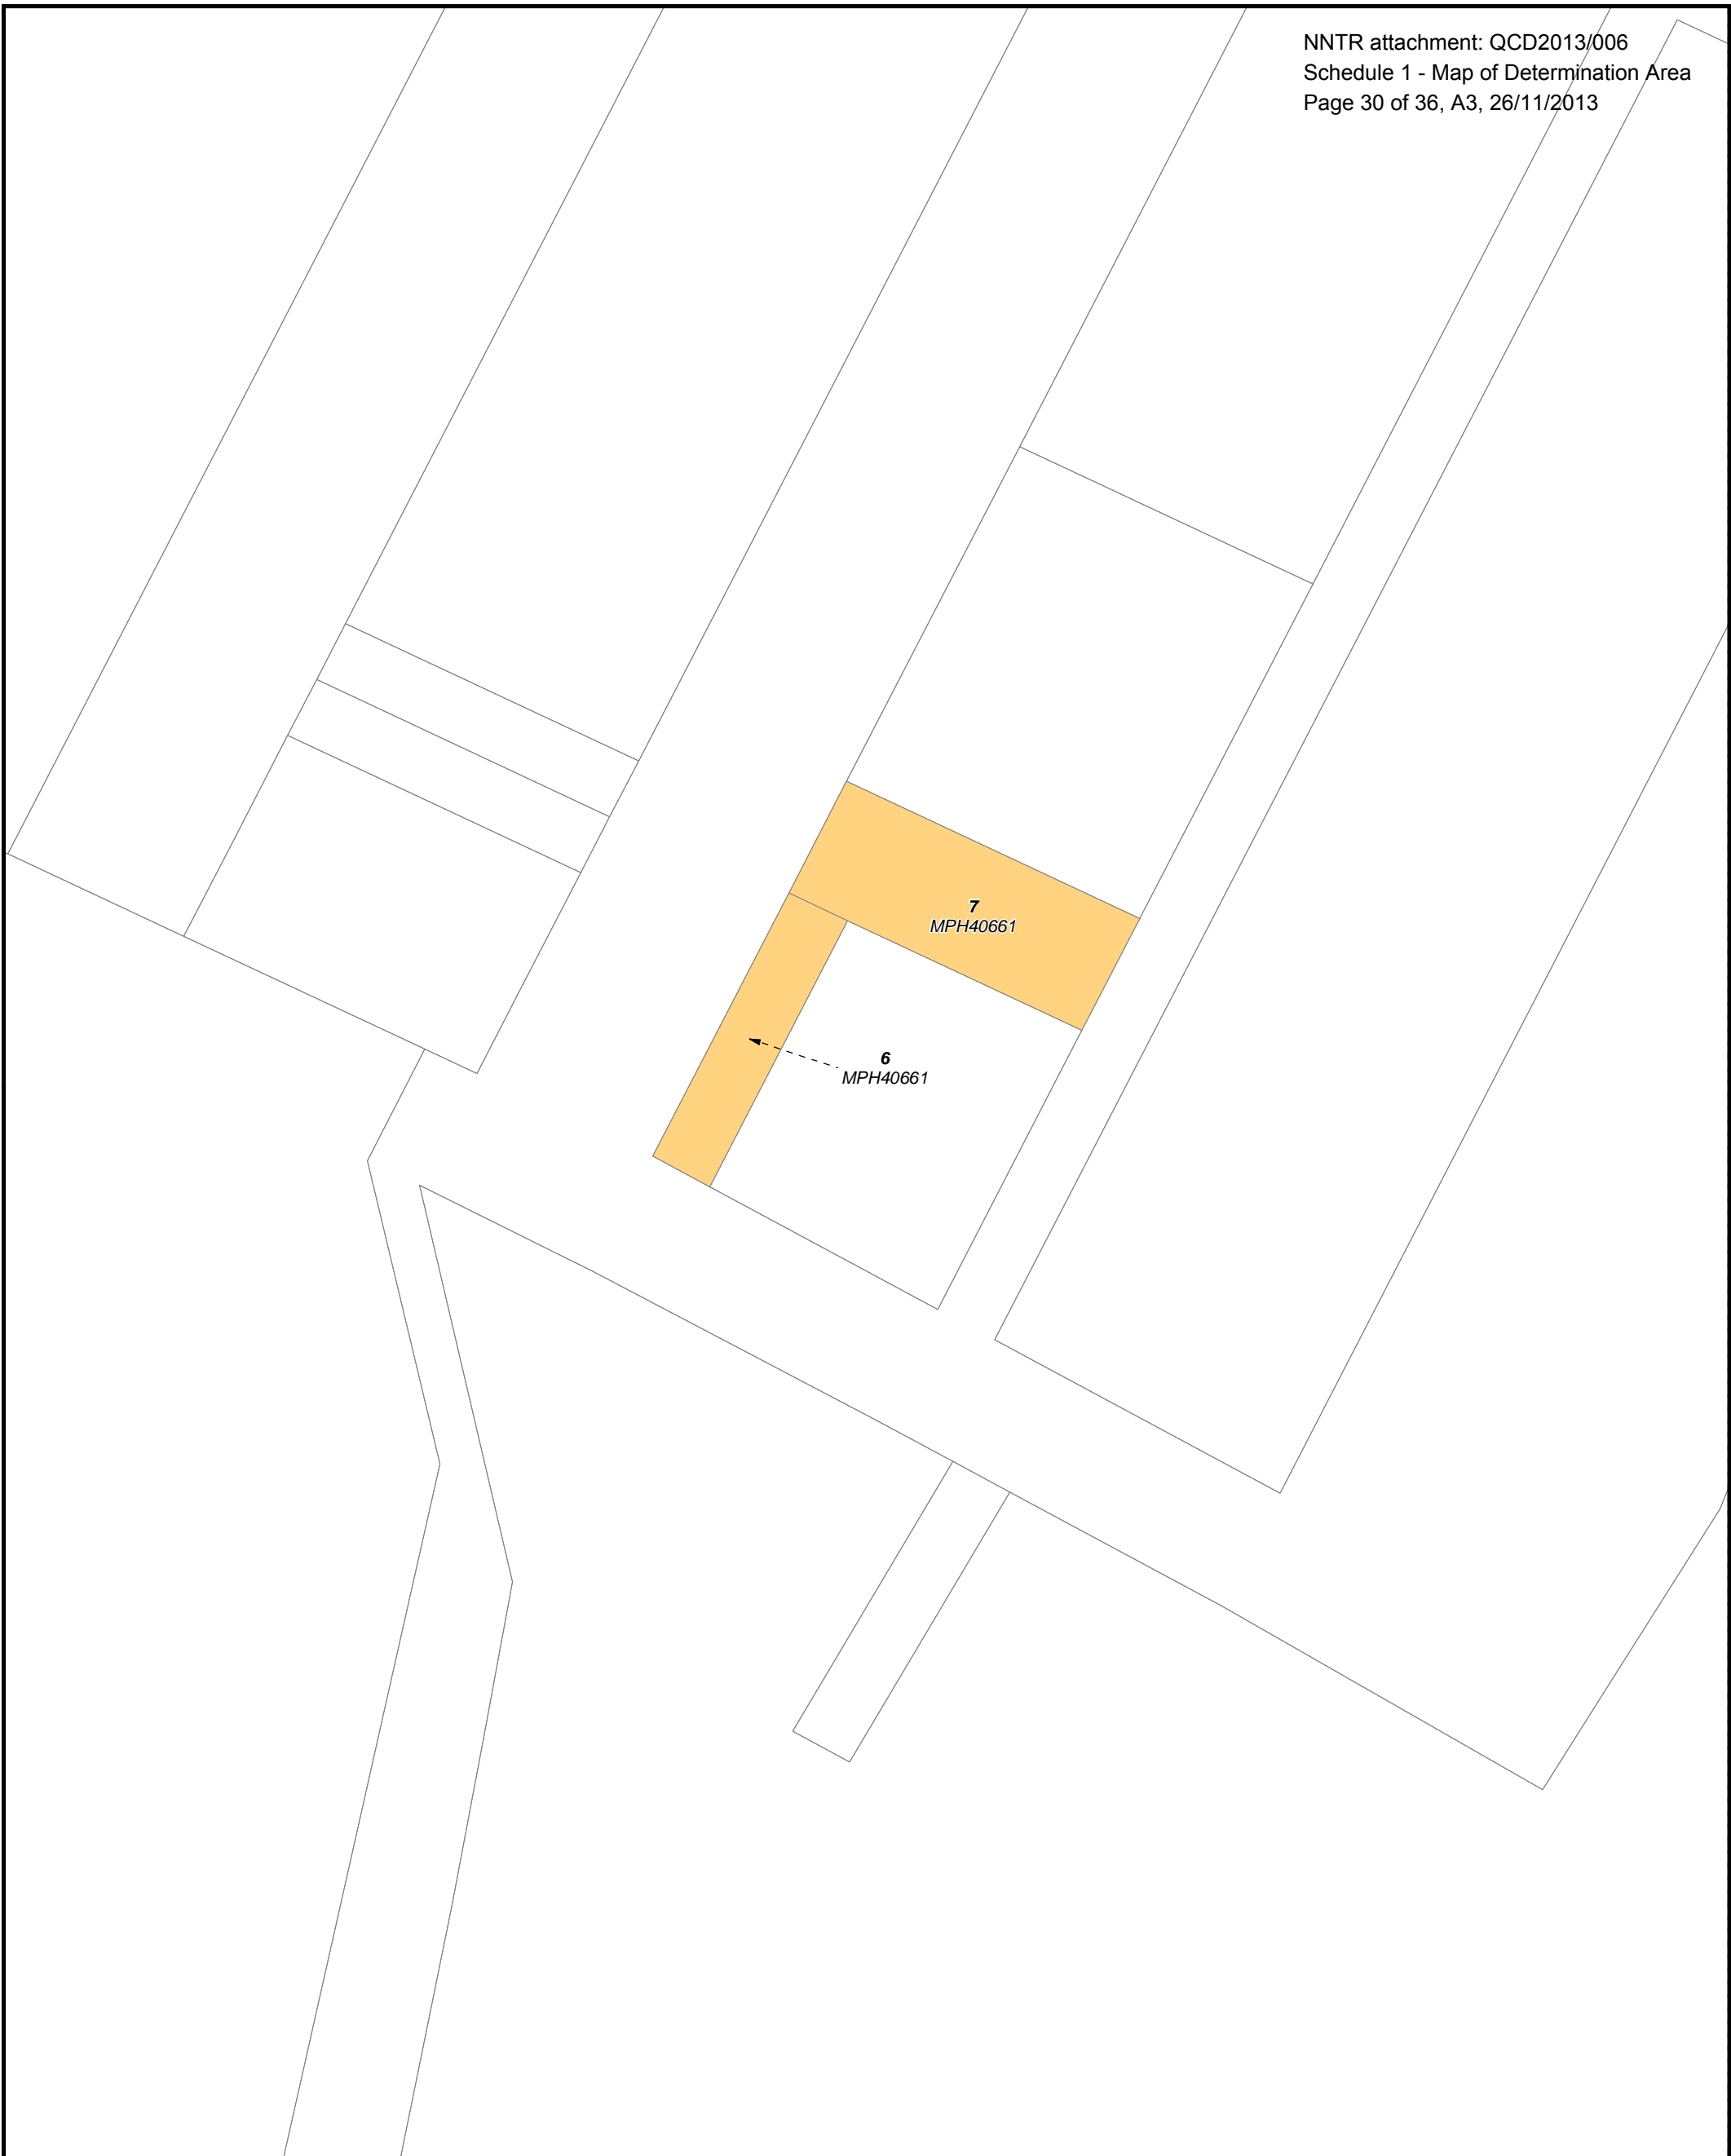 NNTR attachment: QCD2013/006
Schedule 1 - Map of Determination Area
Page 30 of 36, A3, 26/11/2013
7
MPH40661
6
MPH40661